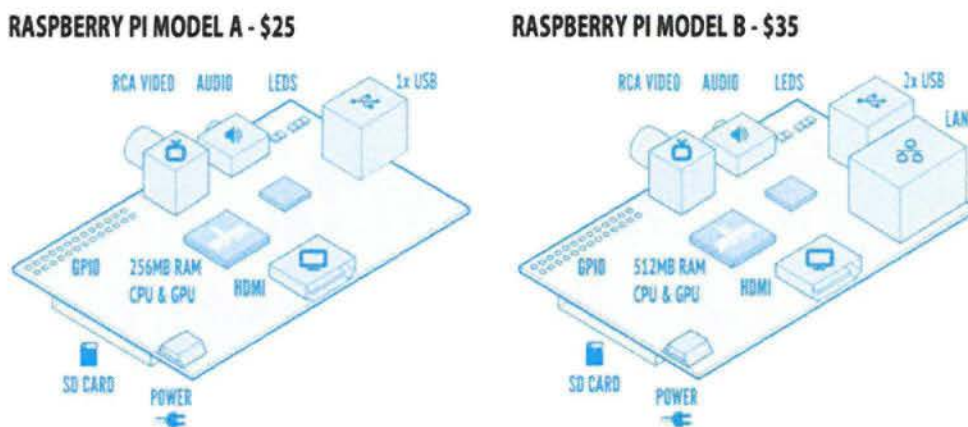 RASPBERRY PI MODEL A - $25
RCA VIDEO AUDIO LEDS 1x USB
GPIO 256MB RAM
CPU & GPU
HDMI
SD CARD
POWER
RASPBERRY PI MODEL B - $35
RCA VIDEO AUDIO LEDS 2x USB
LAN
GPIO 512MB RAM
CPU & GPU
HDMI
SD CARD
POWER